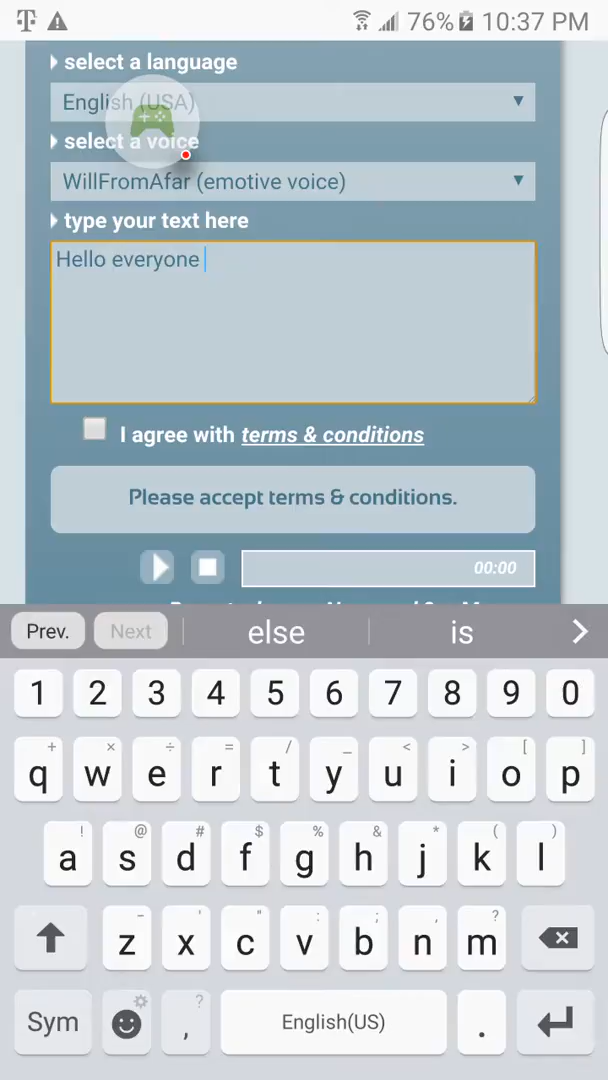 76% 10:37 PM
select a language
English (USA)
select a voice
WillFromAfar (emotive voice)
type your text here
Hello everyone
I agree with terms & conditions
Please accept terms & conditions.
00:00
Prev. Next else is >
1 2 3 4 5 6 7 8 9 0
+ × ÷ = / _ < > [ ]
q w e r t y u i o p
! @ # $ % & * ( )
a s d f g h j k l
- ' " : ; , ?
z x c v b n m
?
Sym , English(US) .